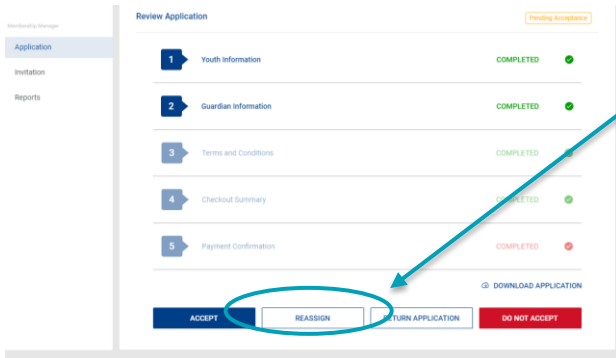 Review Application
Pending Acceptance
Membership Manager
Application
Invitation
Reports
1 Youth Information COMPLETED
2 Guardian Information COMPLETED
3 Terms and Conditions COMPLETED
4 Checkout Summary COMPLETED
5 Payment Confirmation COMPLETED
DOWNLOAD APPLICATION
ACCEPT REASSIGN RETURN APPLICATION DO NOT ACCEPT